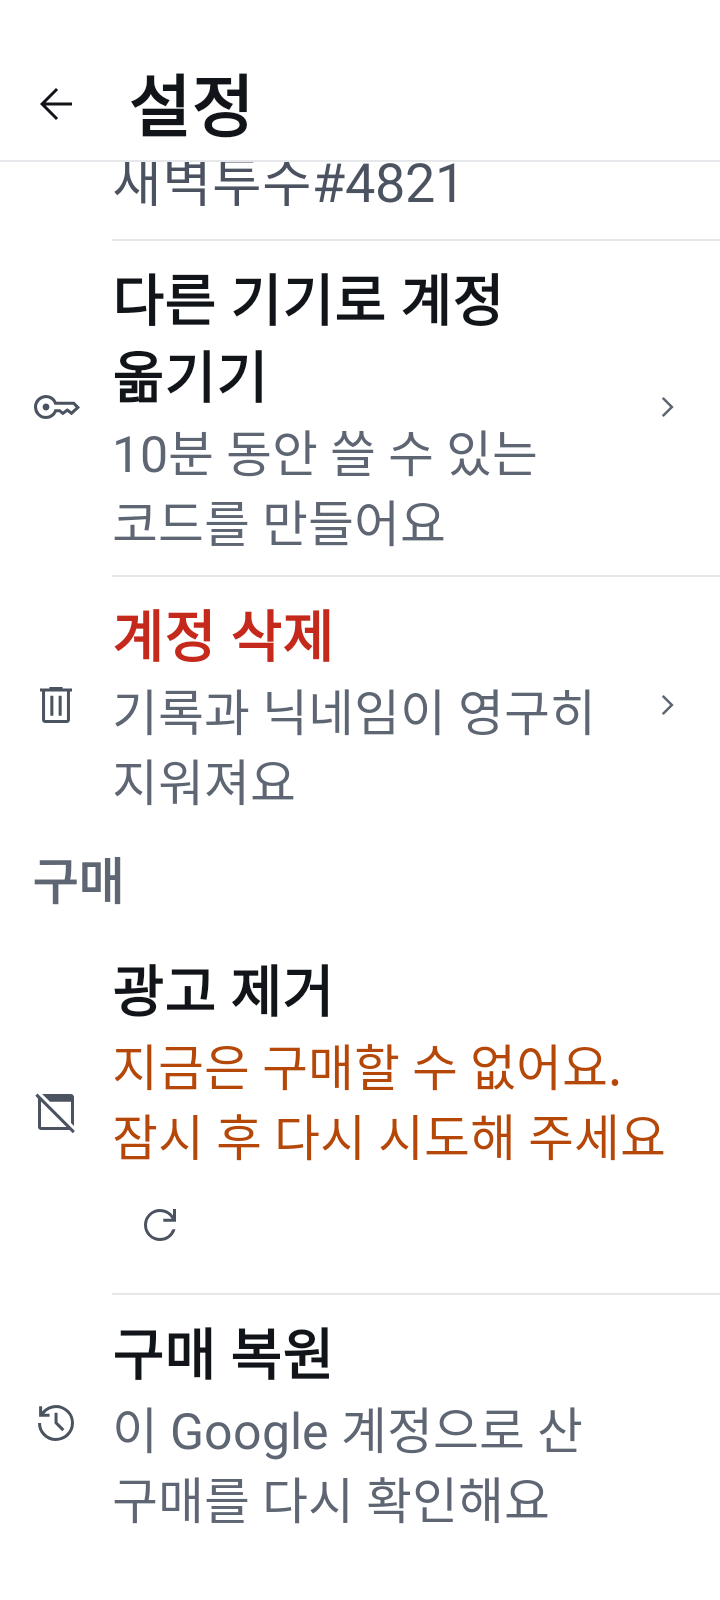 설정
새벽투수#4821
다른 기기로 계정
옮기기
10분 동안 쓸 수 있는
코드를 만들어요
계정 삭제
기록과 닉네임이 영구히
지워져요
구매
광고 제거
지금은 구매할 수 없어요.
잠시 후 다시 시도해 주세요
구매 복원
이 Google 계정으로 산
구매를 다시 확인해요